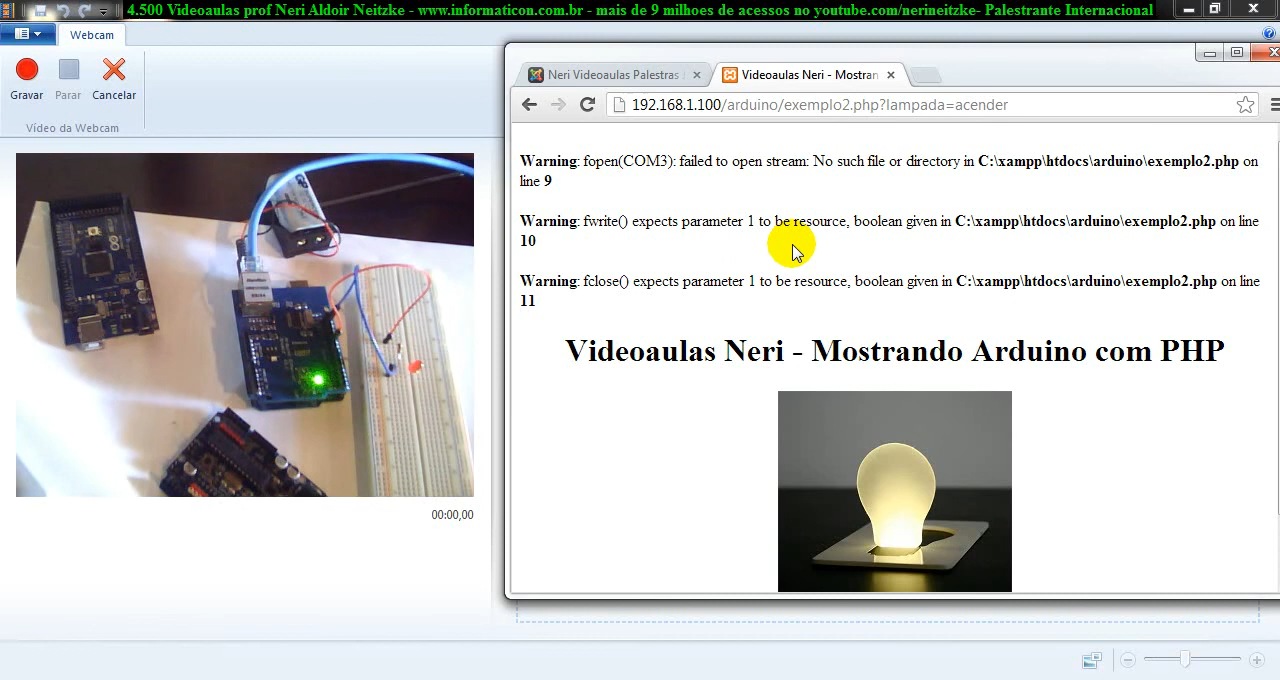 4.500 Videoaulas prof Neri Aldoir Neitzke - www.informaticon.com.br - mais de 9 milhoes de acessos no youtube.com/nerineitzke- Palestrante Internacional
Webcam
Gravar
Parar
Cancelar
Vídeo da Webcam
00:00,00
Neri Videoaulas Palestras
Videoaulas Neri - Mostran
192.168.1.100/arduino/exemplo2.php?lampada=acender
Warning: fopen(COM3): failed to open stream: No such file or directory in C:\xampp\htdocs\arduino\exemplo2.php on
line 9
Warning: fwrite() expects parameter 1 to be resource, boolean given in C:\xampp\htdocs\arduino\exemplo2.php on line
10
Warning: fclose() expects parameter 1 to be resource, boolean given in C:\xampp\htdocs\arduino\exemplo2.php on line
11
Videoaulas Neri - Mostrando Arduino com PHP